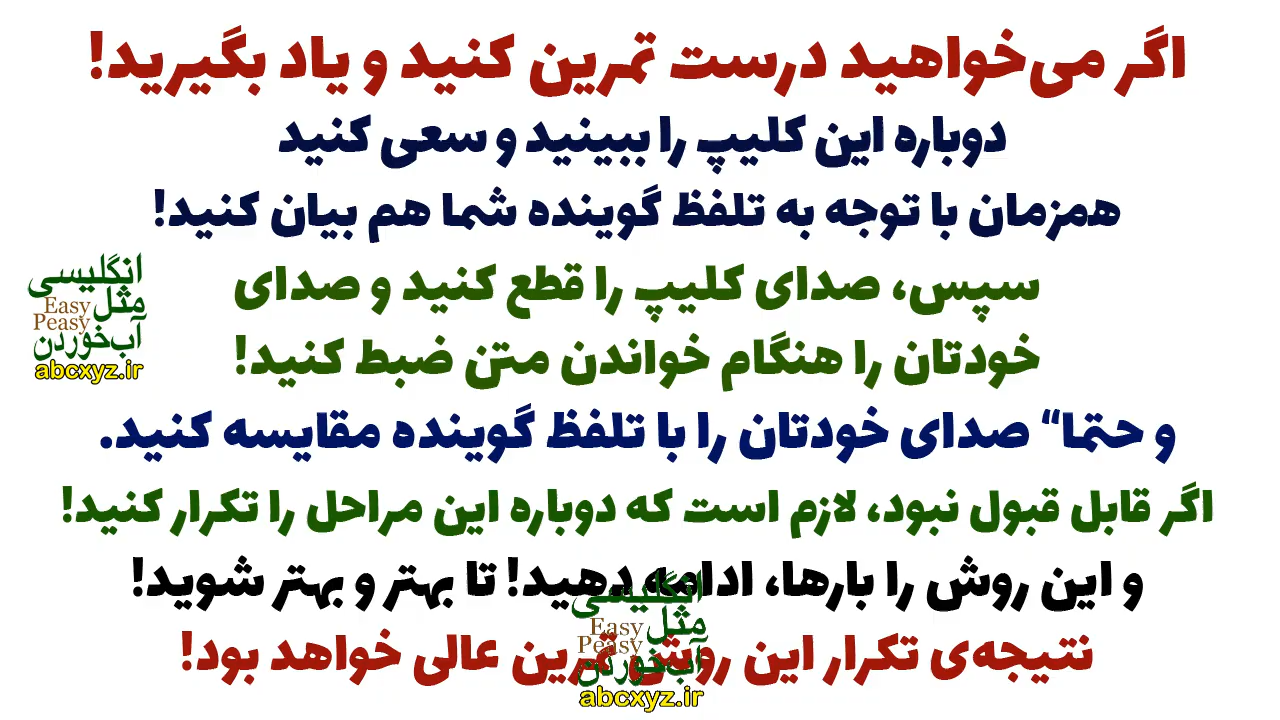 اگر می‌خواهید درست تمرین کنید و یاد بگیرید!
دوباره این کلیپ را ببینید و سعی کنید
همزمان با توجه به تلفظ گوینده شما هم بیان کنید!
سپس، صدای کلیپ را قطع کنید و صدای
خودتان را هنگام خواندن متن ضبط کنید!
و حتما“ صدای خودتان را با تلفظ گوینده مقایسه کنید.
اگر قابل قبول نبود، لازم است که دوباره این مراحل را تکرار کنید!
و این روش را بارها، ادامه دهید! تا بهتر و بهتر شوید!
نتیجه‌ی تکرار این روش تمرین عالی خواهد بود!
انگلیسی
مثل Easy
Peasy
آب‌خوردن
abcxyz.ir
انگلیسی
مثل Easy
Peasy
آب‌خوردن
abcxyz.ir